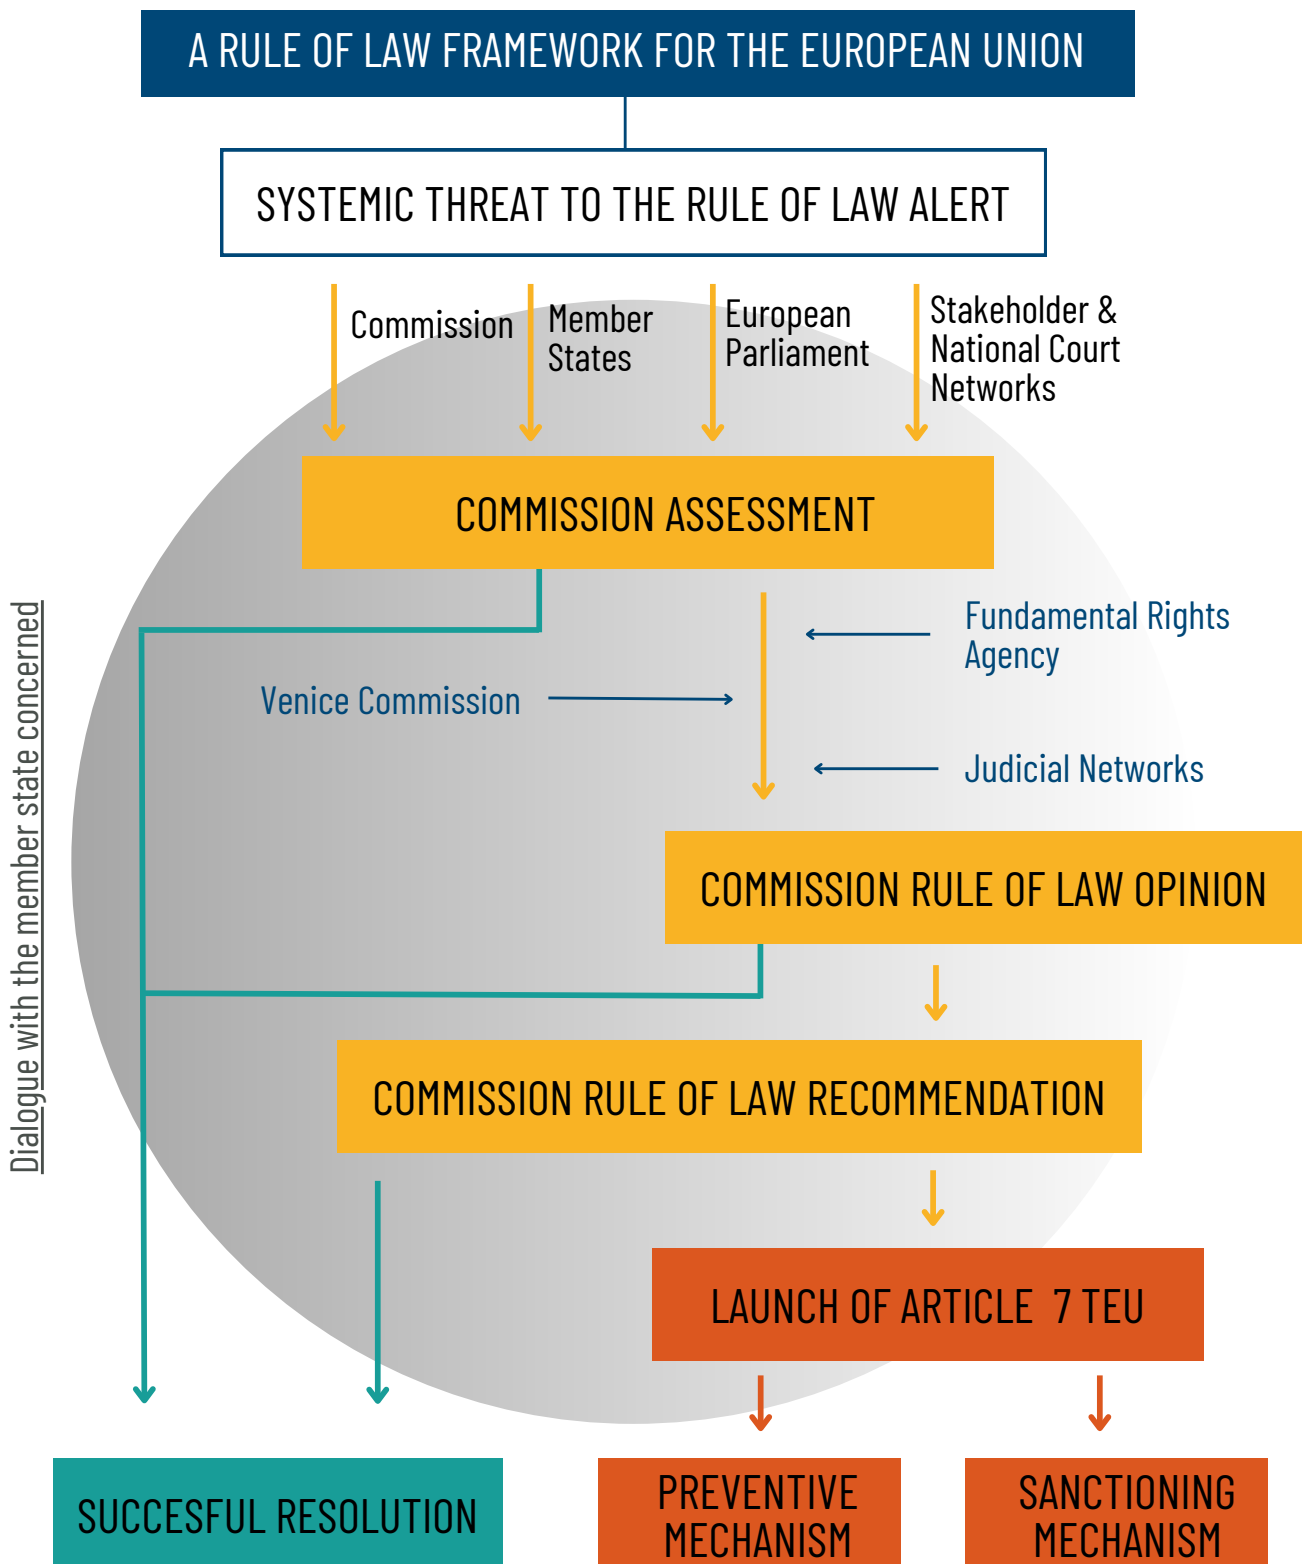 A RULE OF LAW FRAMEWORK FOR THE EUROPEAN UNION
SYSTEMIC THREAT TO THE RULE OF LAW ALERT
Commission
Member
States
European
Parliament
Stakeholder &
National Court
Networks
COMMISSION ASSESSMENT
Fundamental Rights
Agency
Venice Commission
Judicial Networks
Dialogue with the member state concerned
COMMISSION RULE OF LAW OPINION
COMMISSION RULE OF LAW RECOMMENDATION
LAUNCH OF ARTICLE 7 TEU
SUCCESFUL RESOLUTION
PREVENTIVE
MECHANISM
SANCTIONING
MECHANISM